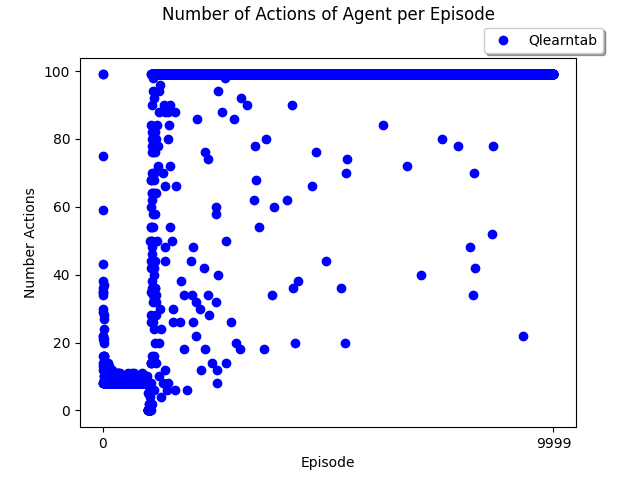 Number of Actions of Agent per Episode
Qlearntab
100
80
60
40
20
0
Number Actions
0
9999
Episode